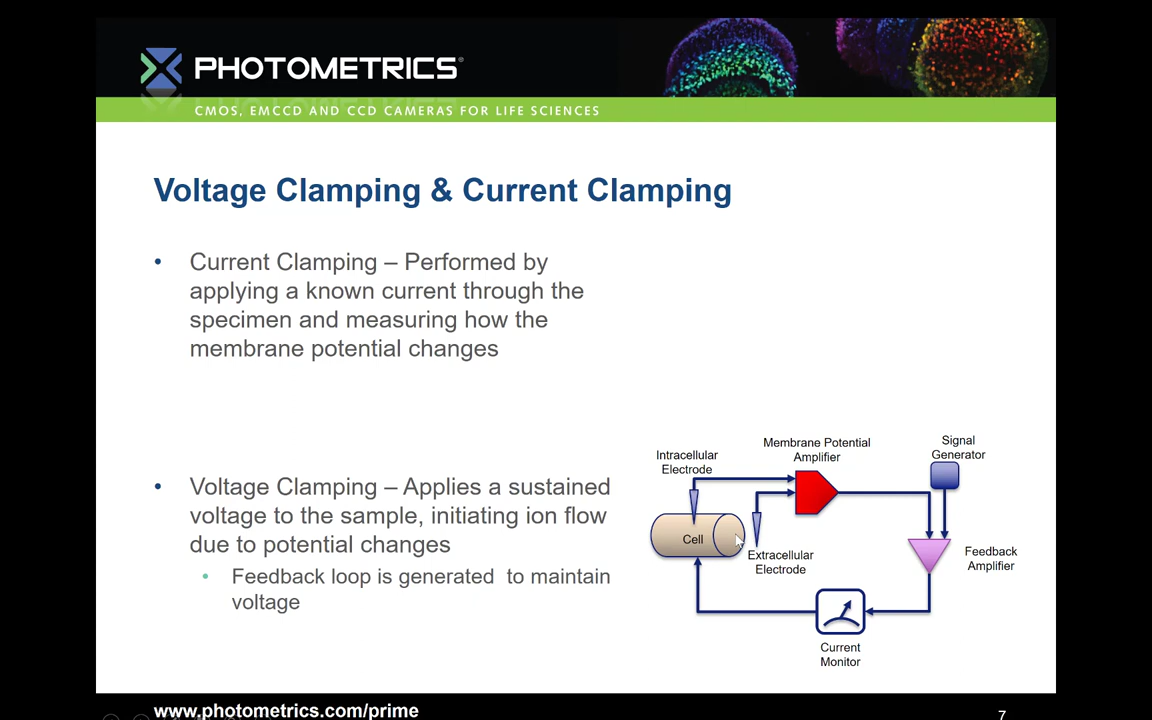 PHOTOMETRICS®
CMOS, EMCCD AND CCD CAMERAS FOR LIFE SCIENCES
Voltage Clamping & Current Clamping
• Current Clamping – Performed by
applying a known current through the
specimen and measuring how the
membrane potential changes
• Voltage Clamping – Applies a sustained
voltage to the sample, initiating ion flow
due to potential changes
• Feedback loop is generated to maintain
voltage
Intracellular
Electrode
Membrane Potential
Amplifier
Signal
Generator
Cell
Extracellular
Electrode
Feedback
Amplifier
Current
Monitor
www.photometrics.com/prime
7